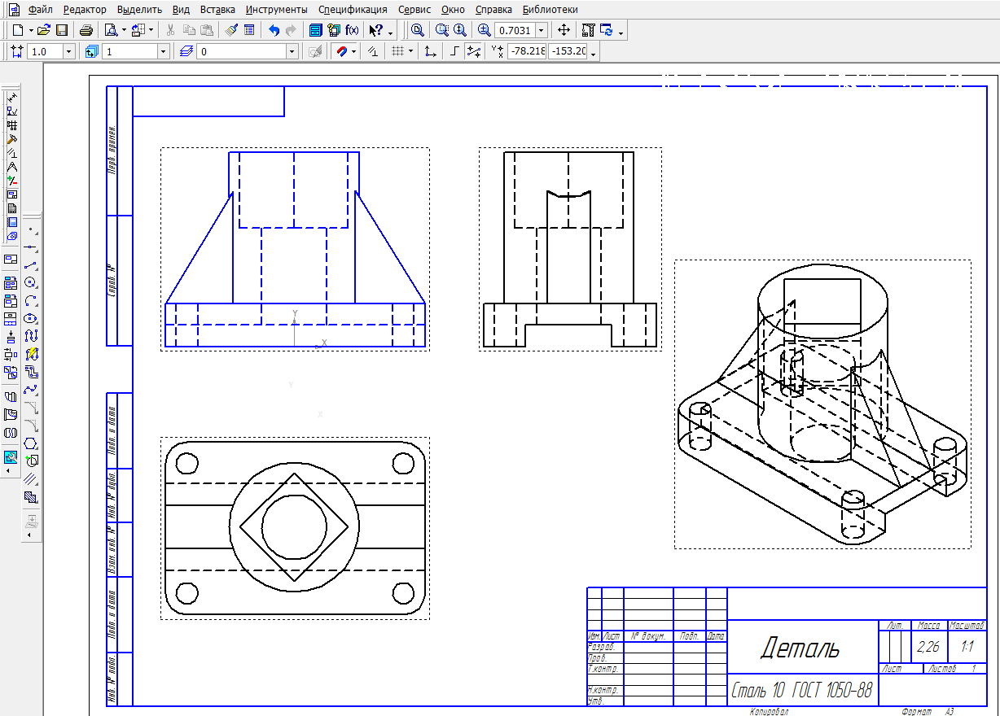 Файл Редактор Выделить Вид Вставка Инструменты Спецификация Сервис Окно Справка Библиотеки
0.7031
1.0 1 0 -78.218 -153.20
Перв. примен.
Справ. №
Y
X
Y
X
Подп. и дата
Инв. № дубл.
Взам. инв. №
Подп. и дата
Инв. № подл.
Изм. Лист № докум. Подп. Дата
Разраб.
Пров.
Т.контр.
Н.контр.
Утв.
Деталь
Лит. Масса Масштаб
2,26 1:1
Лист Листов 1
Сталь 10 ГОСТ 1050-88
Копировал Формат А3